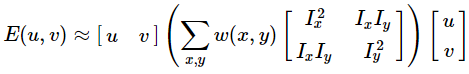 E(u, v) ≈ [ u v ] ( ∑_{x,y} w(x, y) [ I_x^2 I_xI_y ; I_xI_y I_y^2 ] ) [ u ; v ]